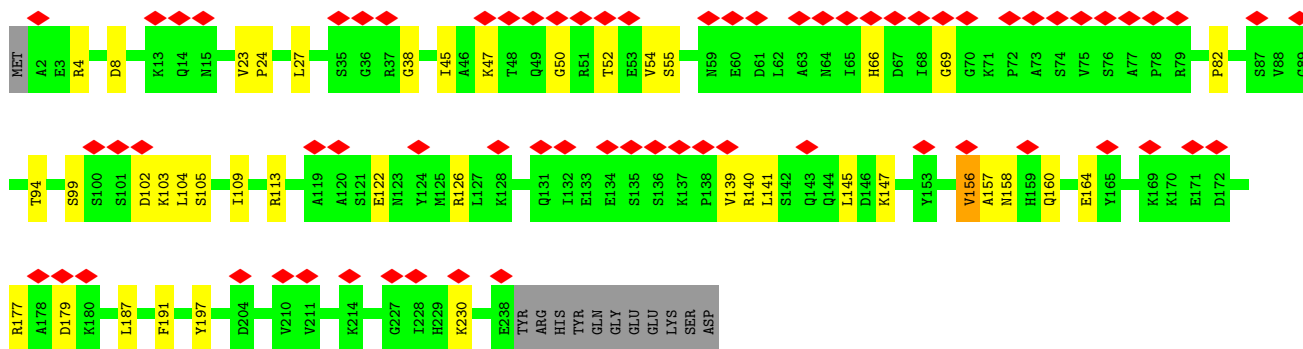 MET A2 E3 R4 D8 K13 Q14 N15 V23 P24 L27 S35 G36 R37 G38 I45 A46 K47 T48 Q49 G50 R51 T52 E53 V54 S55 N59 E60 D61 L62 A63 N64 I65 H66 D67 I68 G69 G70 K71 P72 A73 S74 V75 S76 A77 P78 R79 P82 S87 V88 G89
T94 S99 S100 S101 D102 K103 L104 S105 I109 R113 A119 A120 S121 E122 N123 Y124 M125 R126 L127 K128 Q131 I132 E133 E134 S135 S136 K137 P138 V139 R140 L141 S142 Q143 Q144 L145 D146 K147 Y153 V156 A157 N158 H159 Q160 E164 Y165 K169 K170 E171 D172
R177 A178 D179 K180 L187 F191 Y197 D204 V210 V211 K214 G227 I228 H229 K230 E238 TYR ARG HIS TYR GLN GLY GLU GLU LYS SER ASP